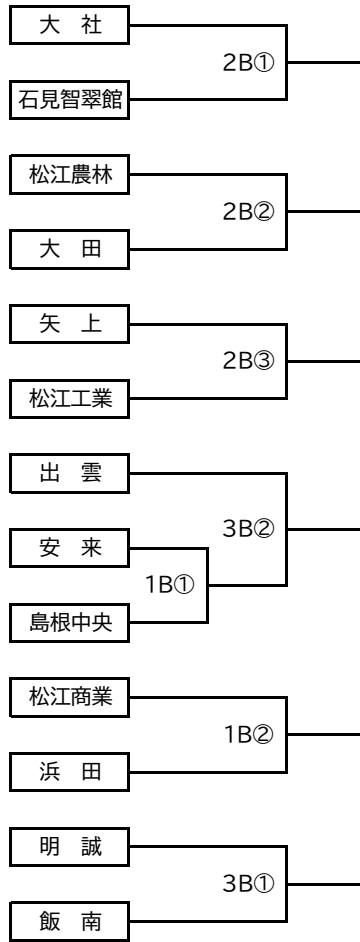 大　社
2B①
石見智翠館
松江農林
2B②
大　田
矢　上
2B③
松江工業
出　雲
3B②
安　来
1B①
島根中央
松江商業
1B②
浜　田
明　誠
3B①
飯　南